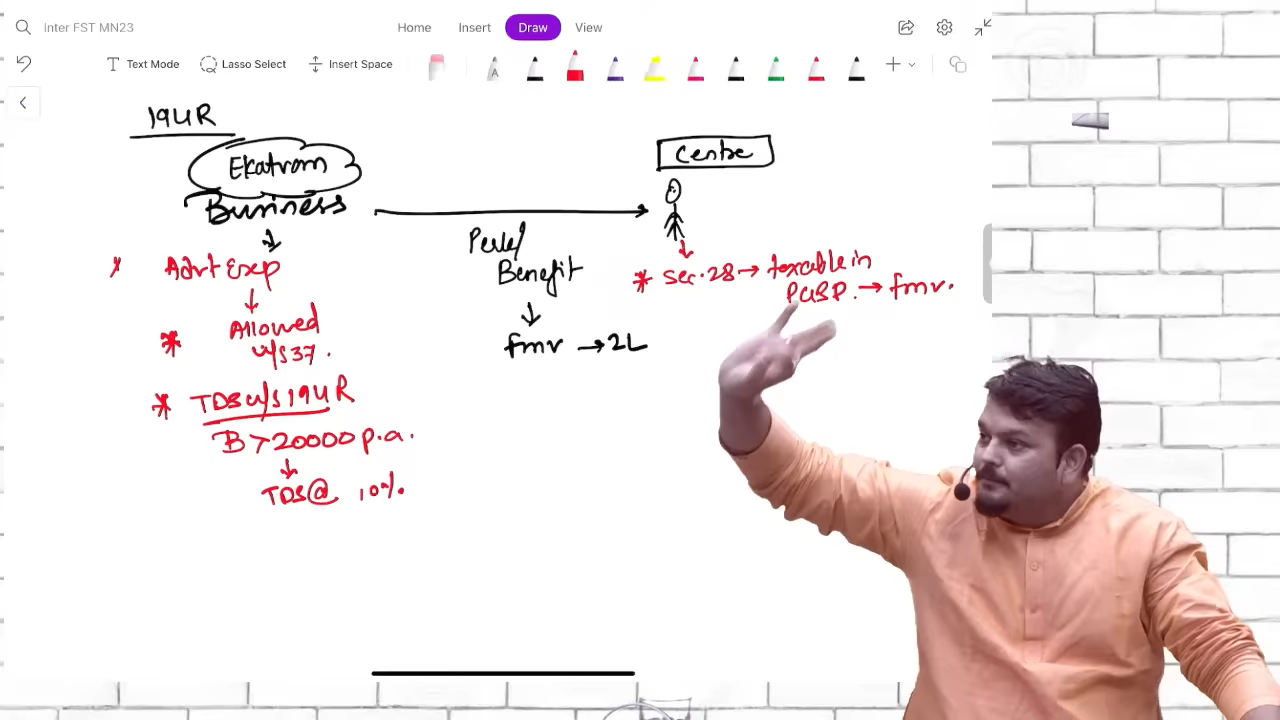 Inter FST MN23
Home Insert Draw View
Text Mode Lasso Select Insert Space
A
194R
Ekatvam
Business
Centre
Perk/
Benefit
fmv → 2L
Advt Exp
Allowed
u/s 37.
* TDS u/s 194R
B > 20000 p.a.
TDS@ 10%.
* Sec. 28 → taxable in
PGBP. → fmv.